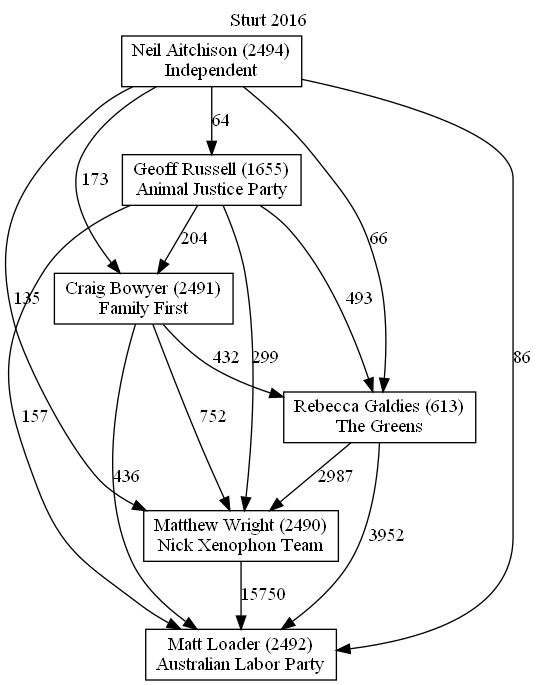 Sturt 2016
Neil Aitchison (2494)
Independent
64
Geoff Russell (1655)
Animal Justice Party
173
66
204
Craig Bowyer (2491)
Family First
135
493
432
299
86
Rebecca Galdies (613)
The Greens
157
752
436
2987
Matthew Wright (2490)
Nick Xenophon Team
3952
15750
Matt Loader (2492)
Australian Labor Party